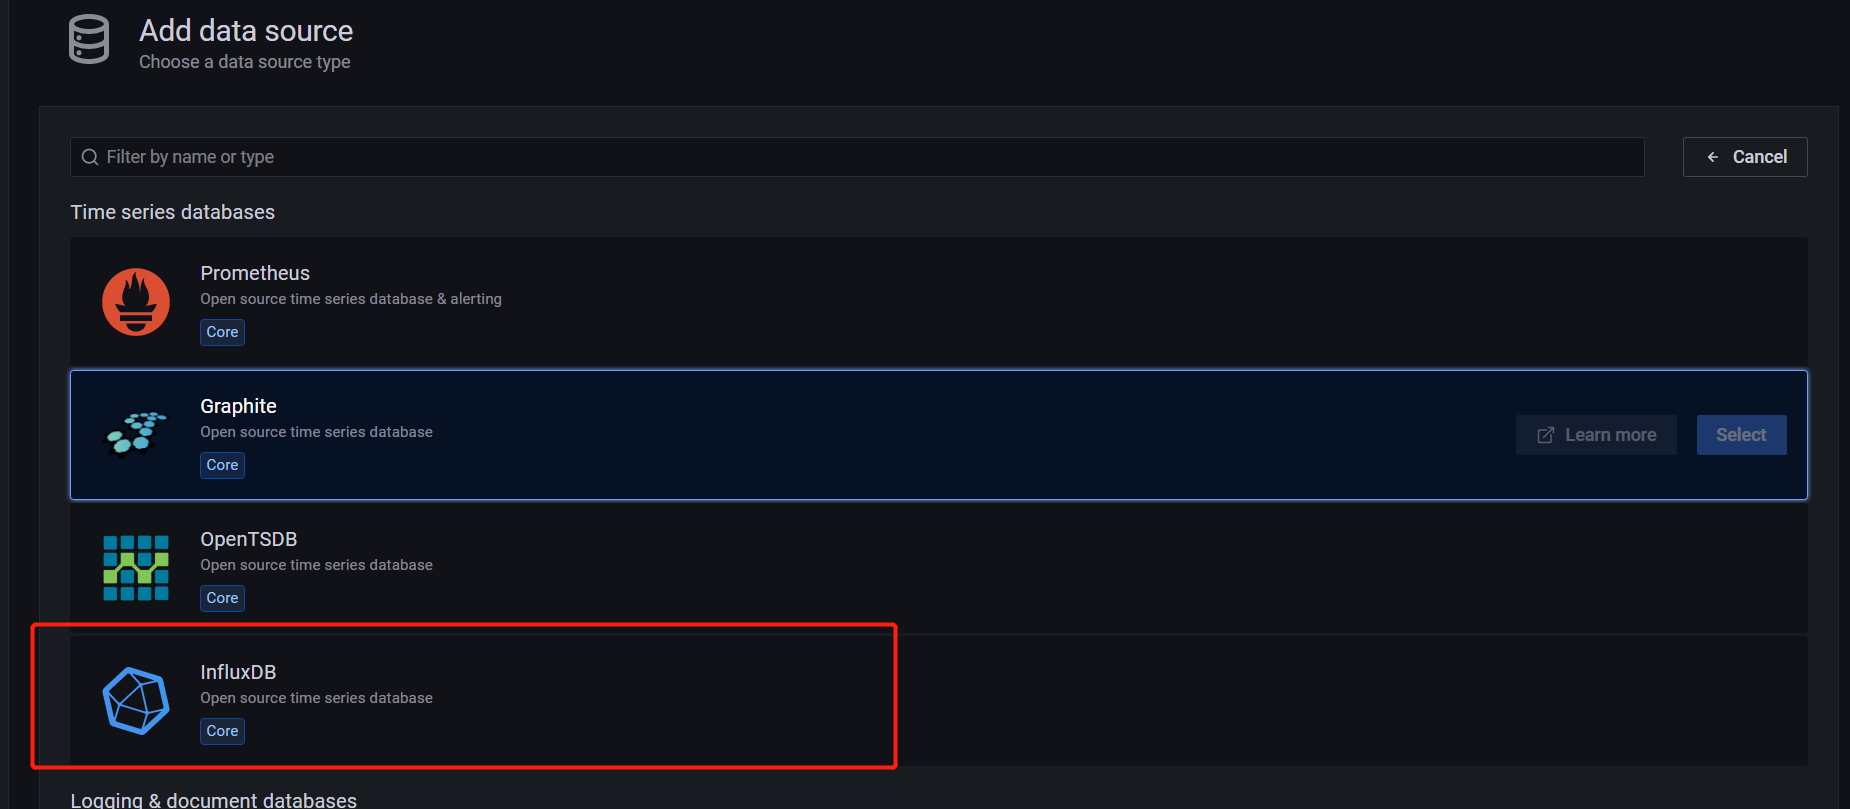 Add data source
Choose a data source type
Filter by name or type
Cancel
Time series databases
Prometheus
Open source time series database & alerting
Core
Graphite
Open source time series database
Core
Learn more
Select
OpenTSDB
Open source time series database
Core
InfluxDB
Open source time series database
Core
Logging & document databases